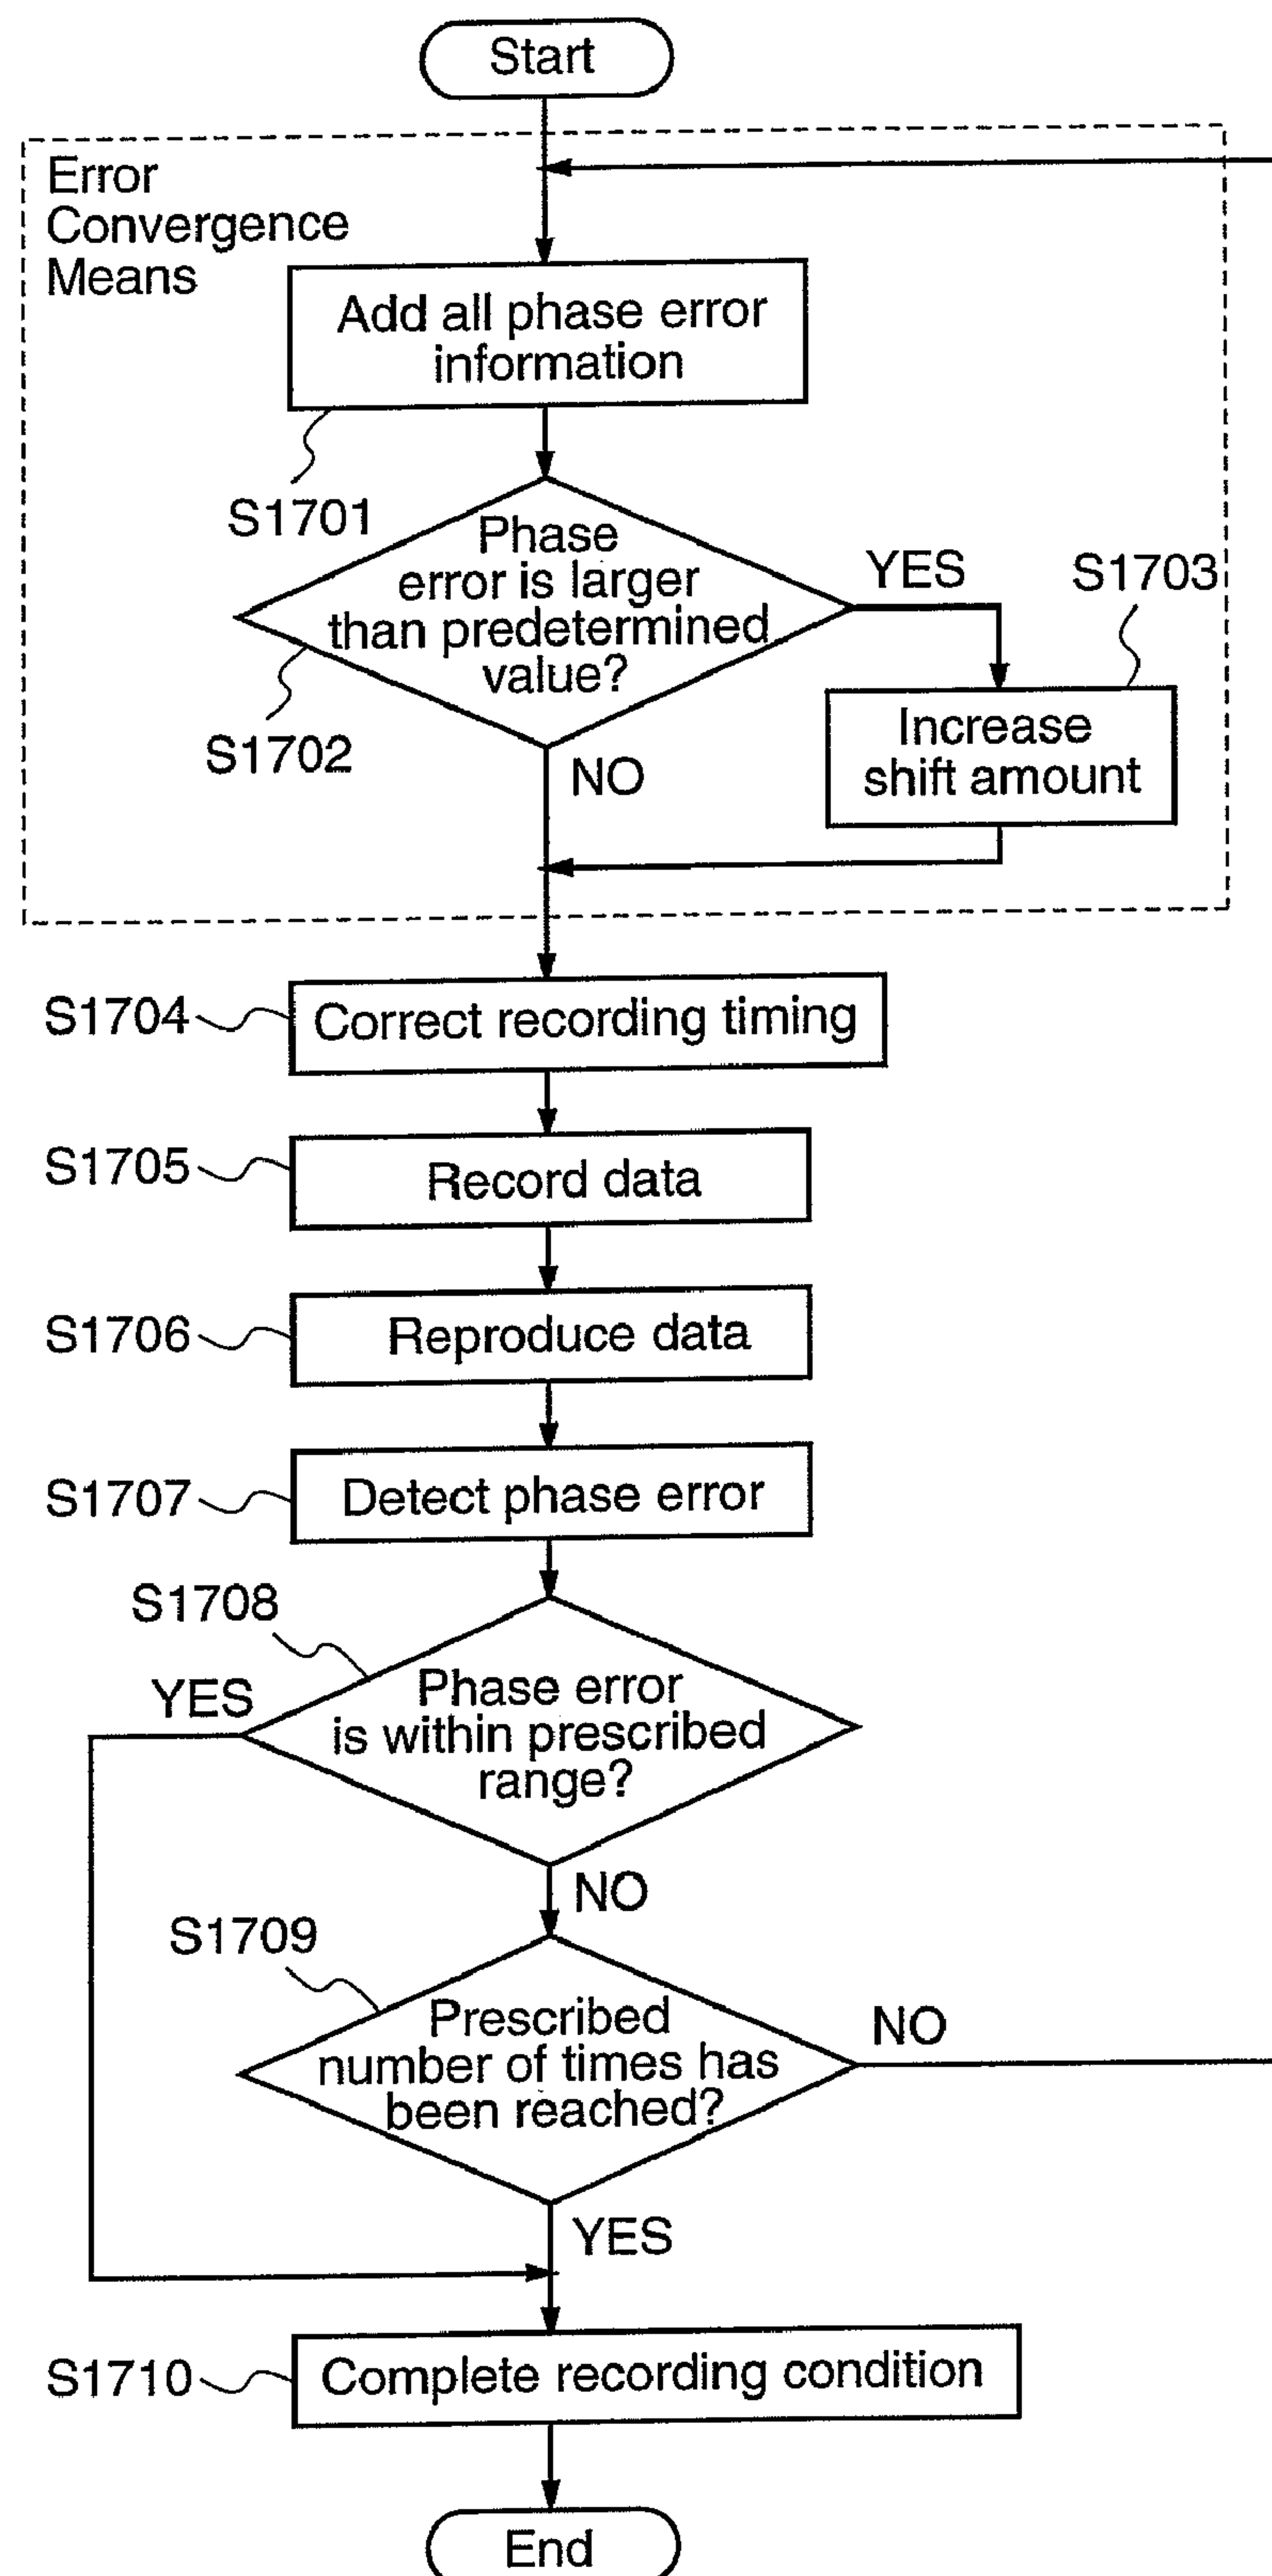 Start
Error
Convergence
Means
Add all phase error
information
S1701
Phase
error is larger
than predetermined
value?
YES
S1703
S1702
NO
Increase
shift amount
S1704
Correct recording timing
S1705
Record data
S1706
Reproduce data
S1707
Detect phase error
S1708
YES
Phase error
is within prescribed
range?
NO
S1709
Prescribed
number of times has
been reached?
NO
YES
S1710
Complete recording condition
End